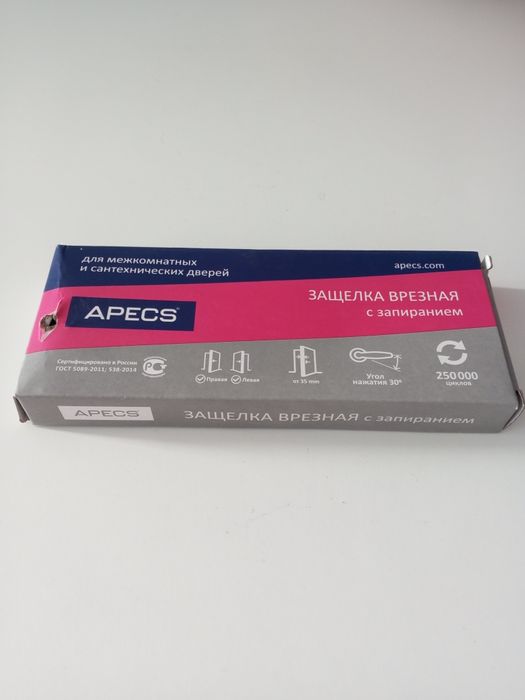 для межкомнатных
и сантехнических дверей
apecs.com
APECS®
ЗАЩЕЛКА ВРЕЗНАЯ
с запиранием
Сертифицировано в России
ГОСТ 5089-2011; 538-2014
Правая Левая
от 35 mm
Угол
нажатия 30°
250 000
циклов
APECS
ЗАЩЕЛКА ВРЕЗНАЯ с запиранием